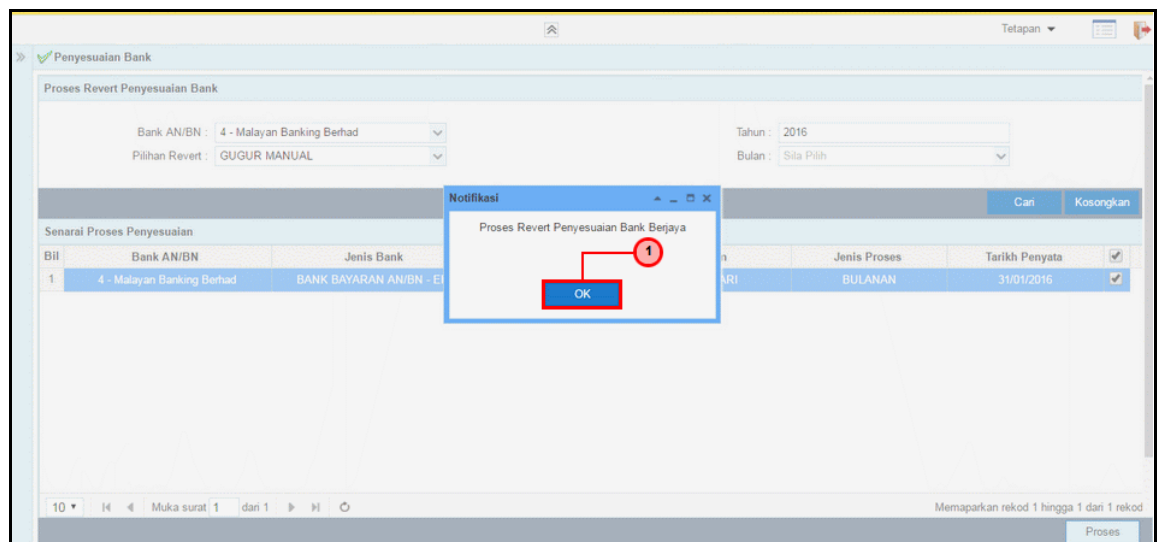 Tetapan
Penyesuaian Bank
Proses Revert Penyesuaian Bank
Bank AN/BN : 4 - Malayan Banking Berhad Tahun : 2016
Pilihan Revert : GUGUR MANUAL Bulan : Sila Pilih
Cari Kosongkan
Notifikasi
Proses Revert Penyesuaian Bank Berjaya
1
OK
Senarai Proses Penyesuaian
Bil Bank AN/BN Jenis Bank Jenis Proses Tarikh Penyata
1 4 - Malayan Banking Berhad BANK BAYARAN AN/BN - BULANAN 31/01/2016
10 Muka surat 1 dari 1 Memaparkan rekod 1 hingga 1 dari 1 rekod
Proses